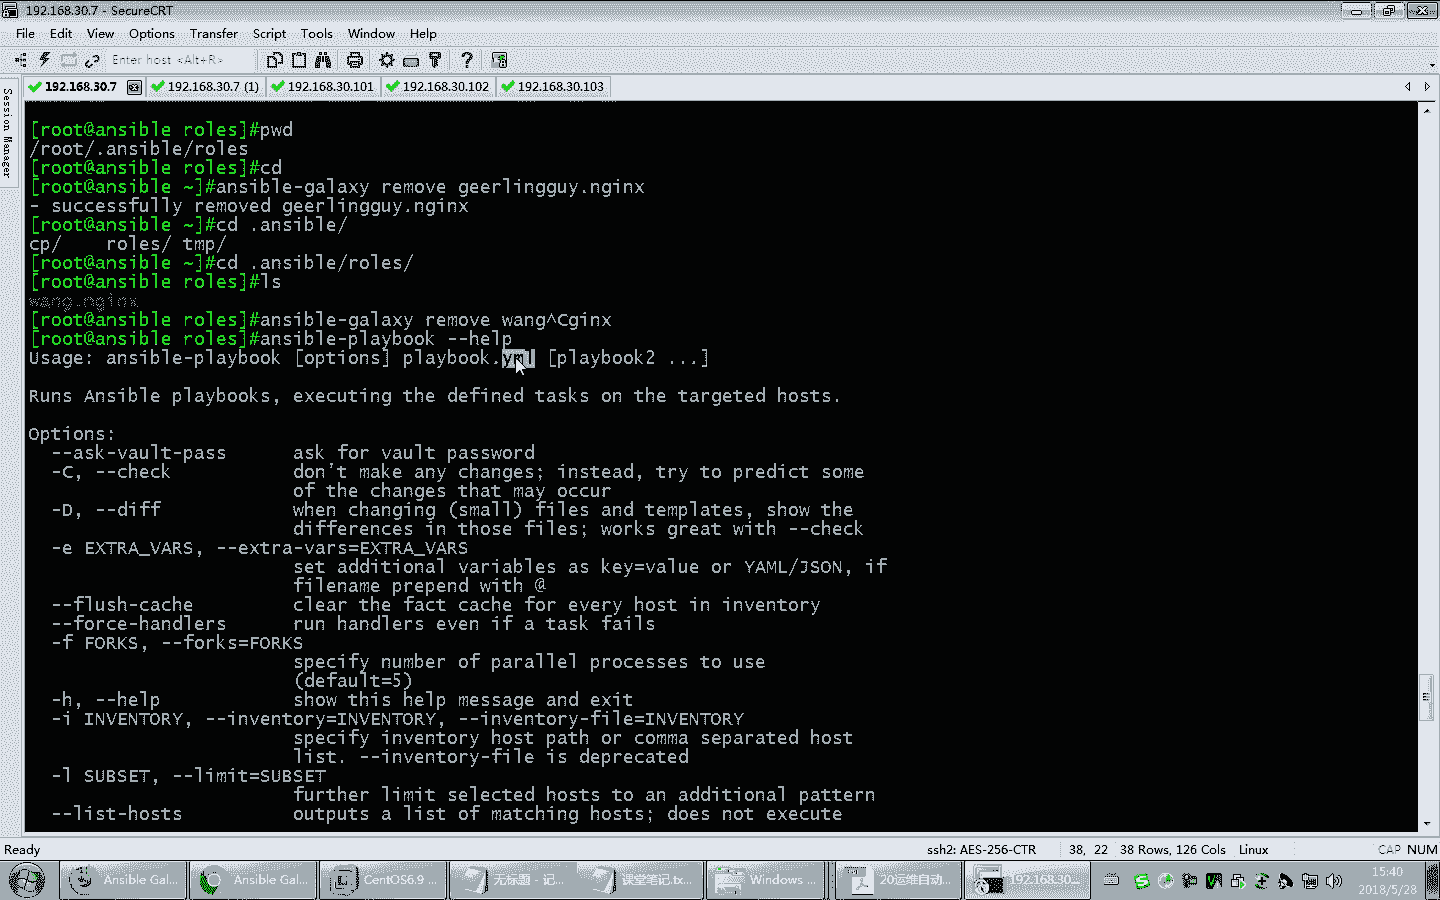 192.168.30.7 - SecureCRT
File Edit View Options Transfer Script Tools Window Help
Enter host <Alt+R>
192.168.30.7 192.168.30.7 (1) 192.168.30.101 192.168.30.102 192.168.30.103
Session Manager
[root@ansible roles]#pwd
/root/.ansible/roles
[root@ansible roles]#cd
[root@ansible ~]#ansible-galaxy remove geerlingguy.nginx
- successfully removed geerlingguy.nginx
[root@ansible ~]#cd .ansible/
cp/ roles/ tmp/
[root@ansible ~]#cd .ansible/roles/
[root@ansible roles]#ls
wang.nginx
[root@ansible roles]#ansible-galaxy remove wang^Cginx
[root@ansible roles]#ansible-playbook --help
Usage: ansible-playbook [options] playbook.yml [playbook2 ...]
Runs Ansible playbooks, executing the defined tasks on the targeted hosts.
Options:
--ask-vault-pass ask for vault password
-C, --check don't make any changes; instead, try to predict some
of the changes that may occur
-D, --diff when changing (small) files and templates, show the
differences in those files; works great with --check
-e EXTRA_VARS, --extra-vars=EXTRA_VARS
set additional variables as key=value or YAML/JSON, if
filename prepend with @
--flush-cache clear the fact cache for every host in inventory
--force-handlers run handlers even if a task fails
-f FORKS, --forks=FORKS
specify number of parallel processes to use
(default=5)
-h, --help show this help message and exit
-i INVENTORY, --inventory=INVENTORY, --inventory-file=INVENTORY
specify inventory host path or comma separated host
list. --inventory-file is deprecated
-l SUBSET, --limit=SUBSET
further limit selected hosts to an additional pattern
--list-hosts outputs a list of matching hosts; does not execute
Ready ssh2: AES-256-CTR 38, 22 38 Rows, 126 Cols Linux CAP NUM
Ansible Gal... Ansible Gal... CentOS6.9 ... 无标题 - 记... 课堂笔记.tx... Windows ... 20运维自动... 192.168.30... 15:40
2018/5/28